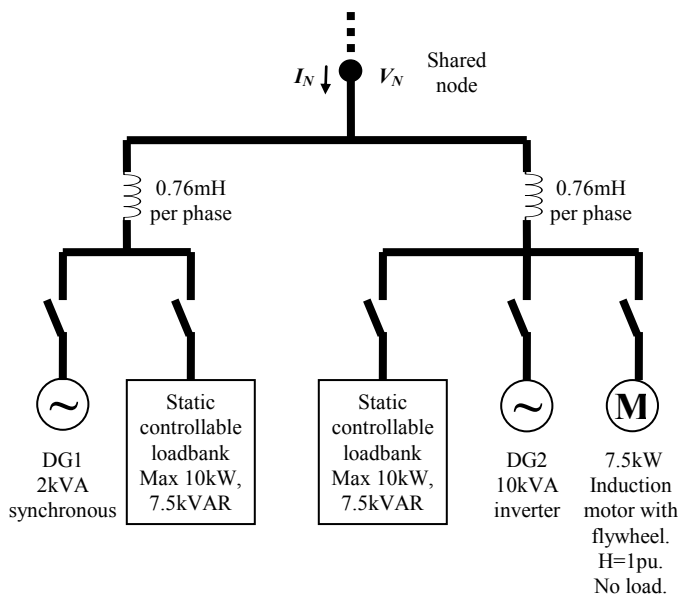 Shared
node
I_N
V_N
0.76mH
per phase
0.76mH
per phase
~
Static
controllable
loadbank
Max 10kW,
7.5kVAR
Static
controllable
loadbank
Max 10kW,
7.5kVAR
~
M
DG1
2kVA
synchronous
DG2
10kVA
inverter
7.5kW
Induction
motor with
flywheel.
H=1pu.
No load.